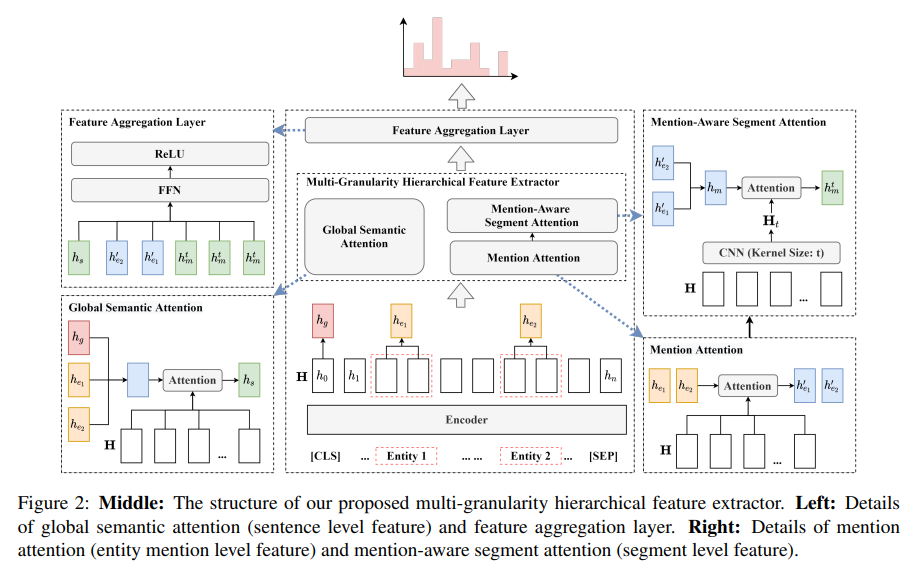 Feature Aggregation Layer
ReLU
FFN
h_s h'_{e_2} h'_{e_1} h^t_m h^t_m h^t_m
Global Semantic Attention
h_g
h_{e_1}
h_{e_2}
Attention
h_s
H
...
Feature Aggregation Layer
Multi-Granularity Hierarchical Feature Extractor
Global Semantic
Attention
Mention-Aware
Segment Attention
Mention Attention
h_g h_{e_1} h_{e_2}
H h_0 h_1 h_n
Encoder
[CLS] ... Entity 1 ... ... Entity 2 ... [SEP]
Mention-Aware Segment Attention
h'_{e_2}
h'_{e_1}
h_m
Attention
h^t_m
H_t
CNN (Kernel Size: t)
H
...
Mention Attention
h_{e_1} h_{e_2}
Attention
h'_{e_1} h'_{e_2}
H
...
Figure 2: Middle: The structure of our proposed multi-granularity hierarchical feature extractor. Left: Details
of global semantic attention (sentence level feature) and feature aggregation layer. Right: Details of mention
attention (entity mention level feature) and mention-aware segment attention (segment level feature).